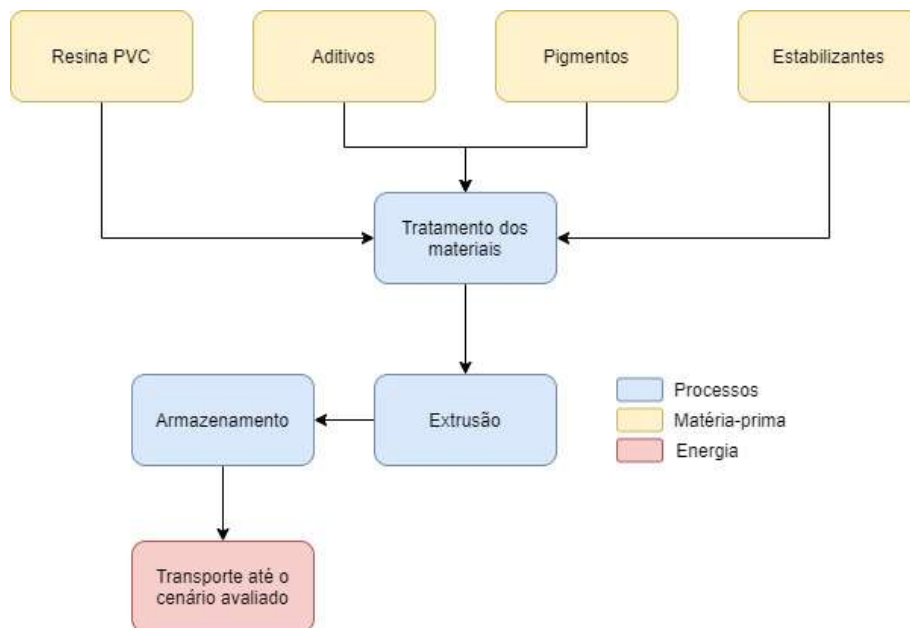 Resina PVC
Aditivos
Pigmentos
Estabilizantes
Tratamento dos
materiais
Armazenamento
Extrusão
Processos
Matéria-prima
Energia
Transporte até o
cenário avaliado